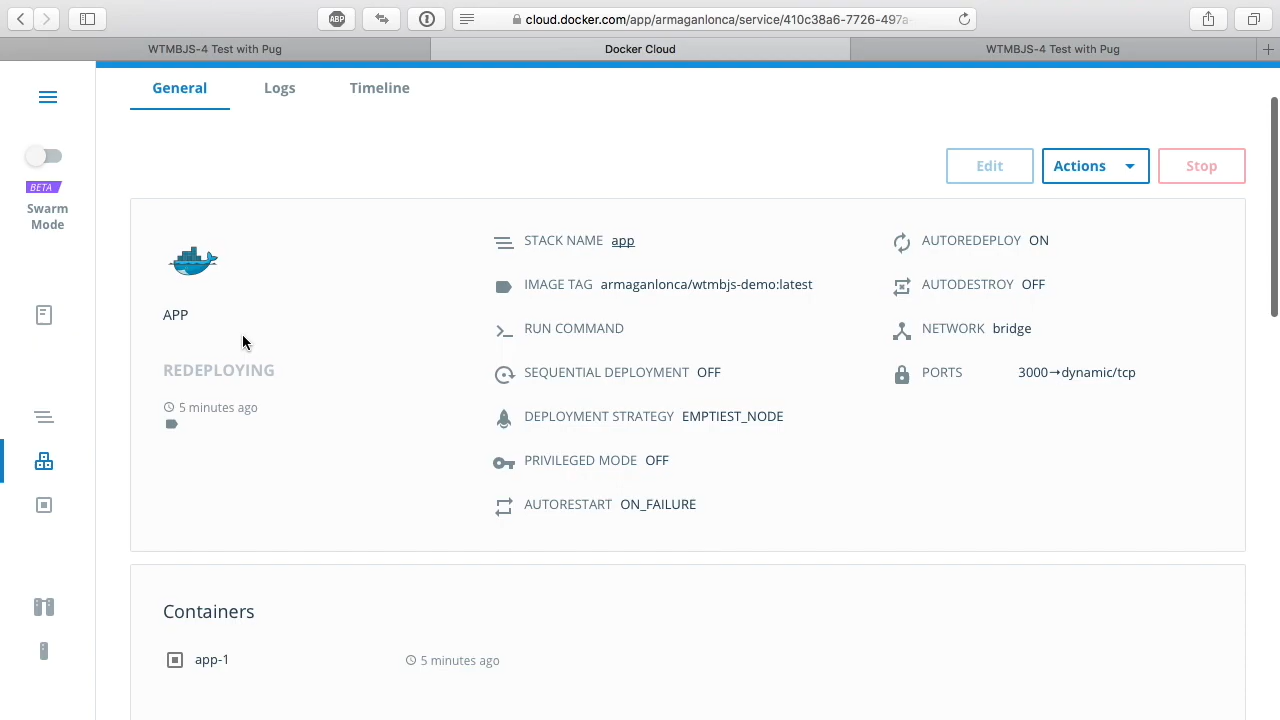 ABP
cloud.docker.com/app/armaganlonca/service/410c38a6-7726-497a-
WTMBJS-4 Test with Pug
Docker Cloud
WTMBJS-4 Test with Pug
General
Logs
Timeline
BETA
Swarm
Mode
Edit
Actions
Stop
APP
REDEPLOYING
5 minutes ago
STACK NAME app
IMAGE TAG armaganlonca/wtmbjs-demo:latest
RUN COMMAND
SEQUENTIAL DEPLOYMENT OFF
DEPLOYMENT STRATEGY EMPTIEST_NODE
PRIVILEGED MODE OFF
AUTORESTART ON_FAILURE
AUTOREDEPLOY ON
AUTODESTROY OFF
NETWORK bridge
PORTS 3000→dynamic/tcp
Containers
app-1
5 minutes ago